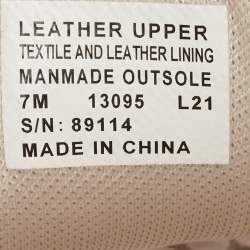 LEATHER UPPER
TEXTILE AND LEATHER LINING
MANMADE OUTSOLE
7M 13095 L21
S/N: 89114
MADE IN CHINA